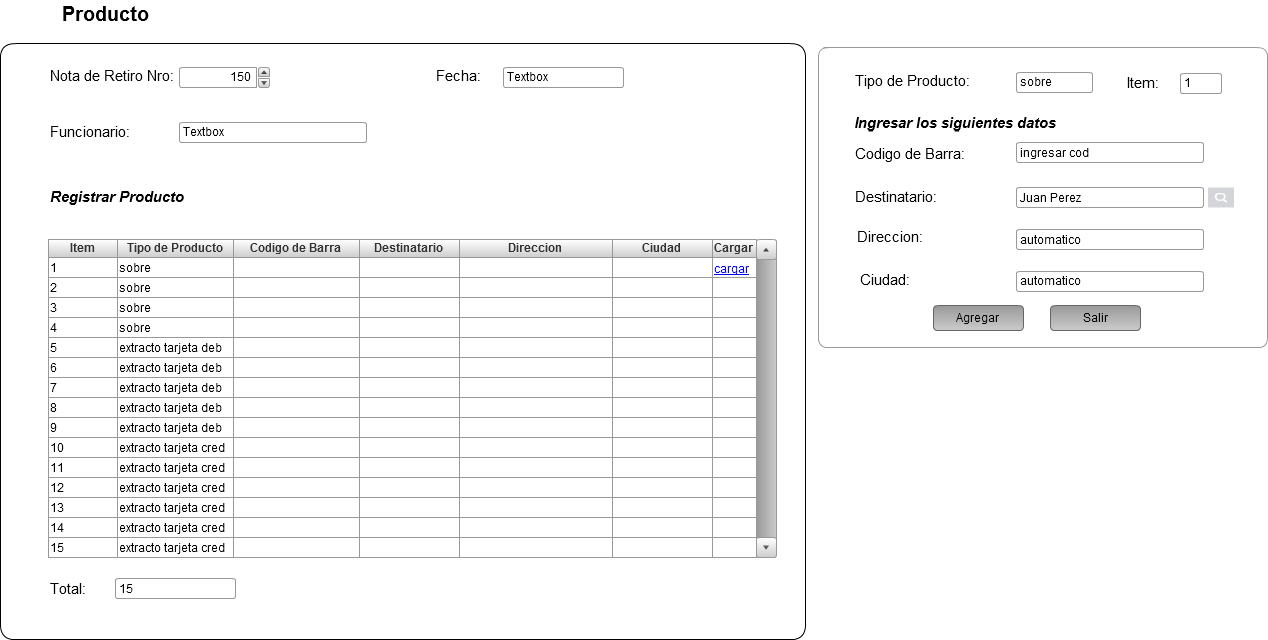 Producto
Nota de Retiro Nro: 150 Fecha: Textbox
Funcionario: Textbox
Registrar Producto
Item Tipo de Producto Codigo de Barra Destinatario Direccion Ciudad Cargar
1 sobre cargar
2 sobre
3 sobre
4 sobre
5 extracto tarjeta deb
6 extracto tarjeta deb
7 extracto tarjeta deb
8 extracto tarjeta deb
9 extracto tarjeta deb
10 extracto tarjeta cred
11 extracto tarjeta cred
12 extracto tarjeta cred
13 extracto tarjeta cred
14 extracto tarjeta cred
15 extracto tarjeta cred
Total: 15
Tipo de Producto: sobre Item: 1
Ingresar los siguientes datos
Codigo de Barra: ingresar cod
Destinatario: Juan Perez
Direccion: automatico
Ciudad: automatico
Agregar Salir